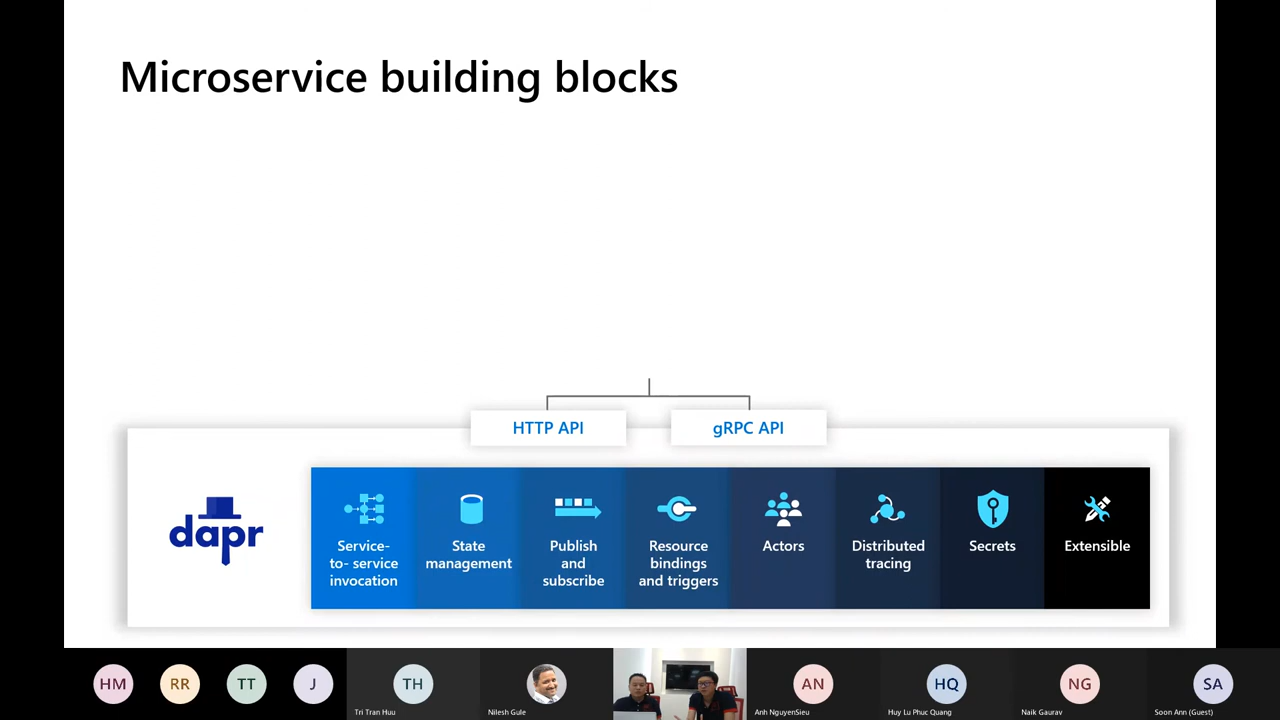 Microservice building blocks
HTTP API
gRPC API
dapr
Service-
to- service
invocation
State
management
Publish
and
subscribe
Resource
bindings
and triggers
Actors
Distributed
tracing
Secrets
Extensible
HM
RR
TT
J
TH
Tri Tran Huu
Nilesh Gule
AN
Anh NguyenSieu
HQ
Huy Lu Phuc Quang
NG
Naik Gaurav
SA
Soon Ann (Guest)